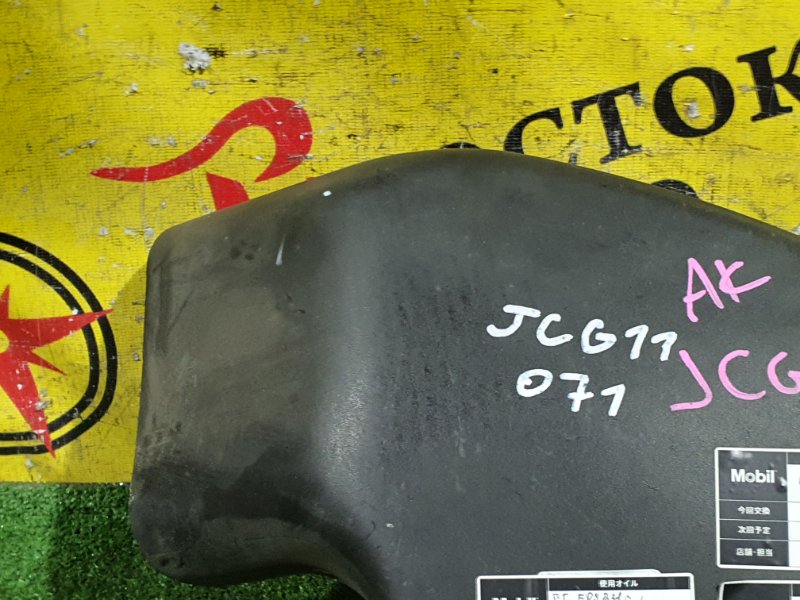 СТОК
AK
JCG11
JCG
071
Mobil
今回交換
次回予定
店舗・担当
使用オイル